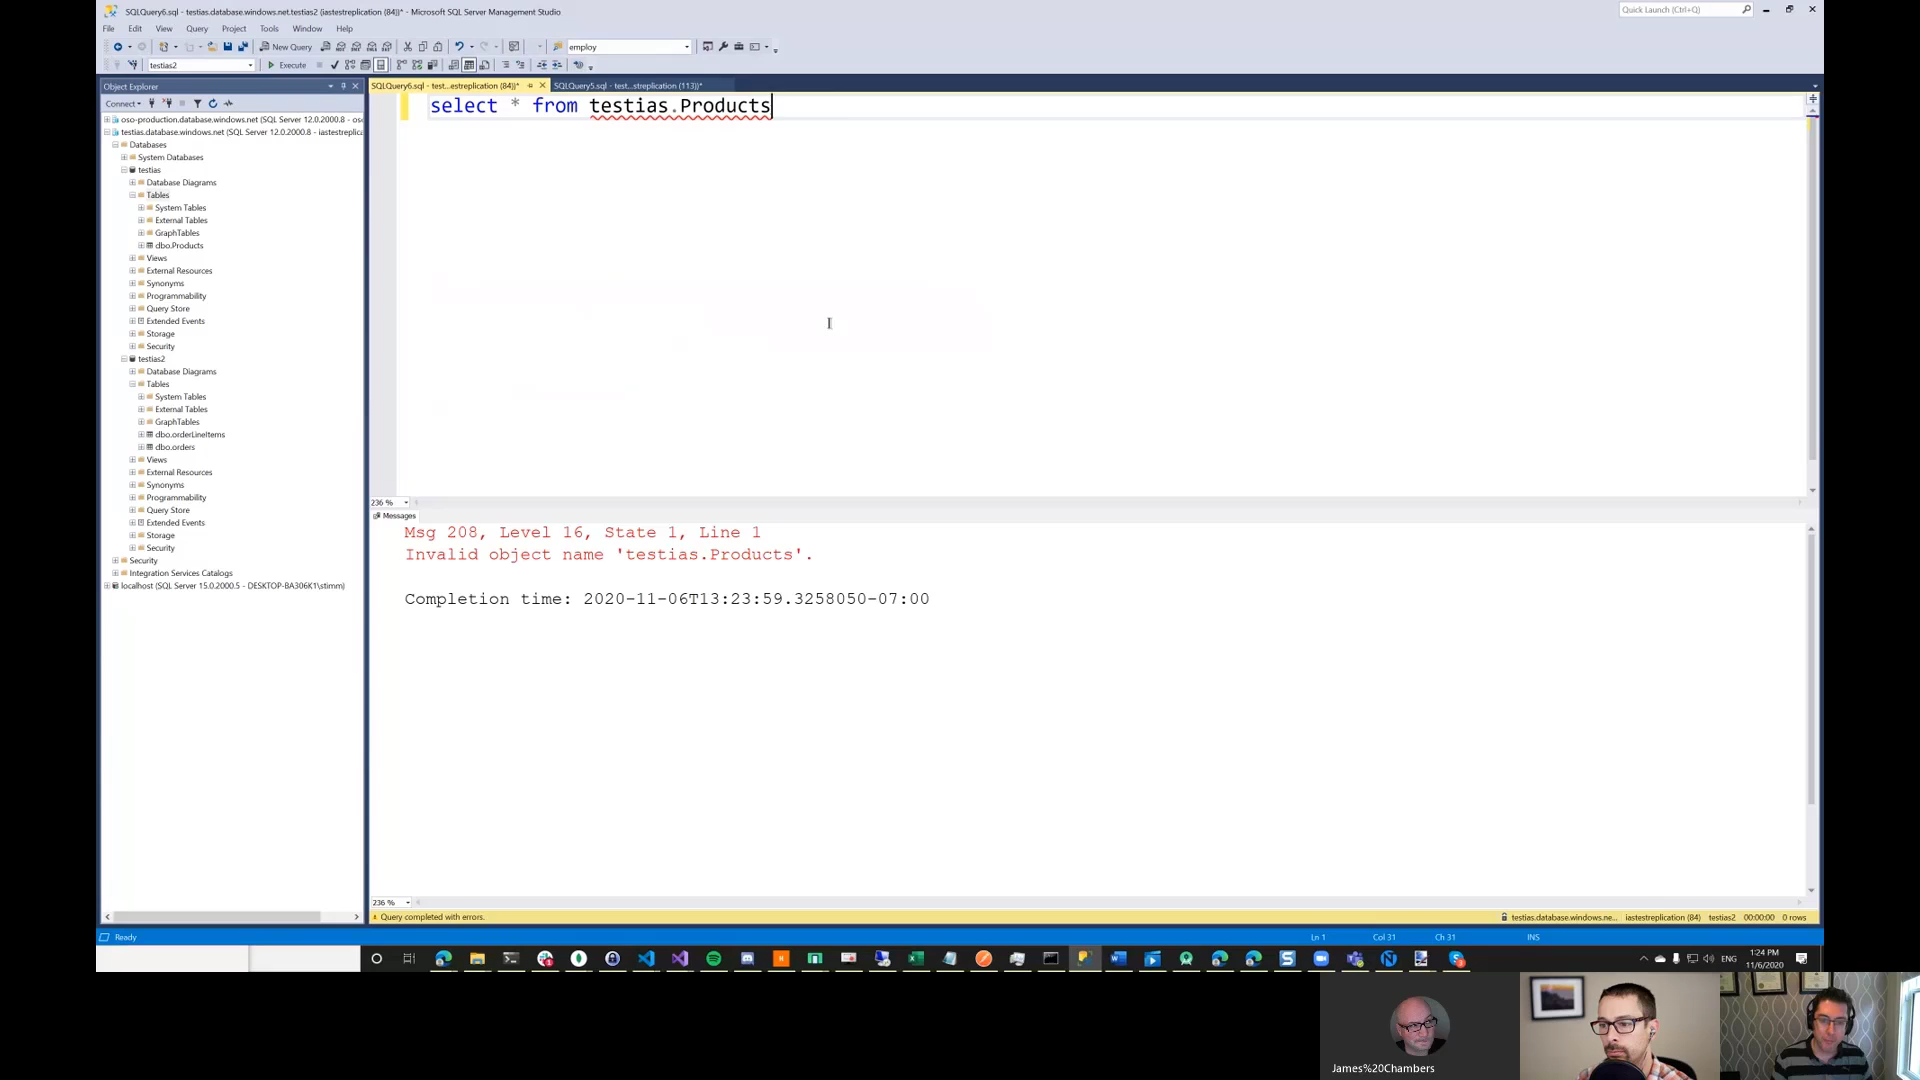 SQLQuery6.sql - testias.database.windows.net.testias2 (iastestreplication (84))* - Microsoft SQL Server Management Studio
Quick Launch (Ctrl+Q)
File Edit View Query Project Tools Window Help
New Query
employ
testias2
Execute
Object Explorer
SQLQuery6.sql - test...estreplication (84))*
SQLQuery5.sql - test...streplication (113))*
Connect
select * from testias.Products
oso-production.database.windows.net (SQL Server 12.0.2000.8 - os
testias.database.windows.net (SQL Server 12.0.2000.8 - iastestreplica
Databases
System Databases
testias
Database Diagrams
Tables
System Tables
External Tables
GraphTables
dbo.Products
Views
External Resources
Synonyms
Programmability
Query Store
Extended Events
Storage
Security
testias2
Database Diagrams
Tables
System Tables
External Tables
GraphTables
dbo.orderLineItems
dbo.orders
Views
External Resources
Synonyms
Programmability
Query Store
Extended Events
Storage
Security
Security
Integration Services Catalogs
localhost (SQL Server 15.0.2000.5 - DESKTOP-BA306K1\stimm)
236 %
Messages
Msg 208, Level 16, State 1, Line 1
Invalid object name 'testias.Products'.
Completion time: 2020-11-06T13:23:59.3258050-07:00
236 %
Query completed with errors.
testias.database.windows.ne... iastestreplication (84) testias2 00:00:00 0 rows
Ready
Ln 1 Col 31 Ch 31 INS
ENG
1:24 PM
11/6/2020
James%20Chambers